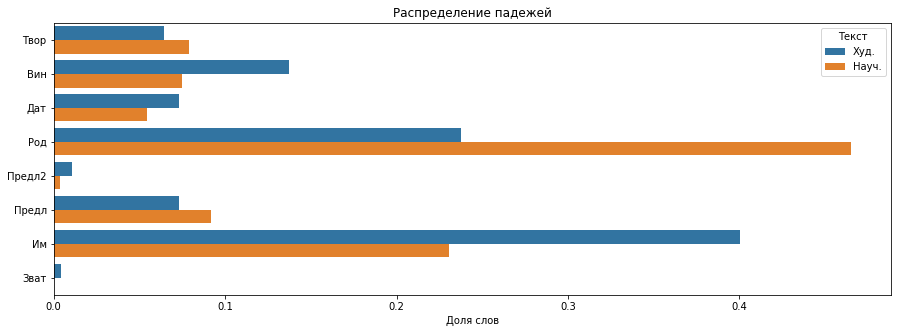 Распределение падежей
Текст
Худ.
Науч.
Твор
Вин
Дат
Род
Предл2
Предл
Им
Зват
0.0 0.1 0.2 0.3 0.4
Доля слов